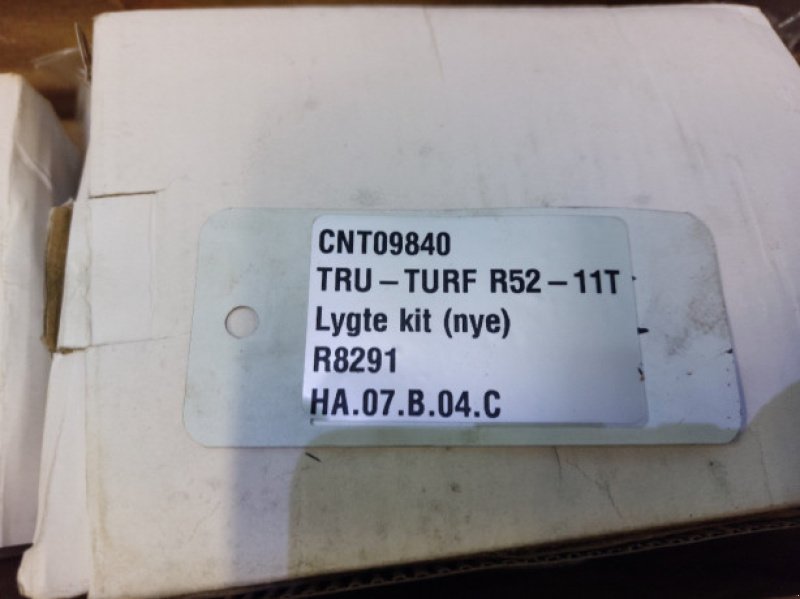 CNT09840
TRU-TURF R52-11T
Lygte kit (nye)
R8291
HA.07.B.04.C